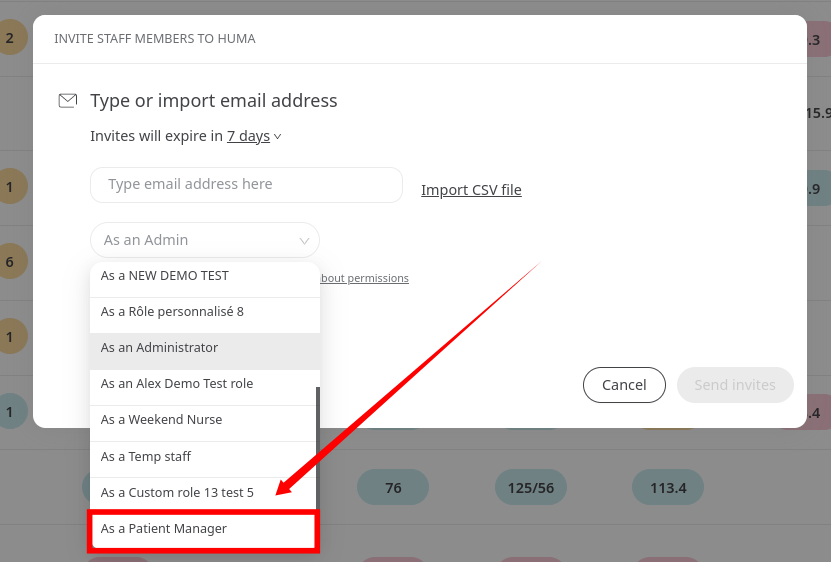 INVITE STAFF MEMBERS TO HUMA
2
.3
Type or import email address
Invites will expire in 7 days
15.9
Type email address here
Import CSV file
1
.9
As an Admin
6
As a NEW DEMO TEST
bout permissions
As a Rôle personnalisé 8
1
As an Administrator
As an Alex Demo Test role
Cancel
Send invites
1
As a Weekend Nurse
.4
As a Temp staff
As a Custom role 13 test 5
76
125/56
113.4
As a Patient Manager